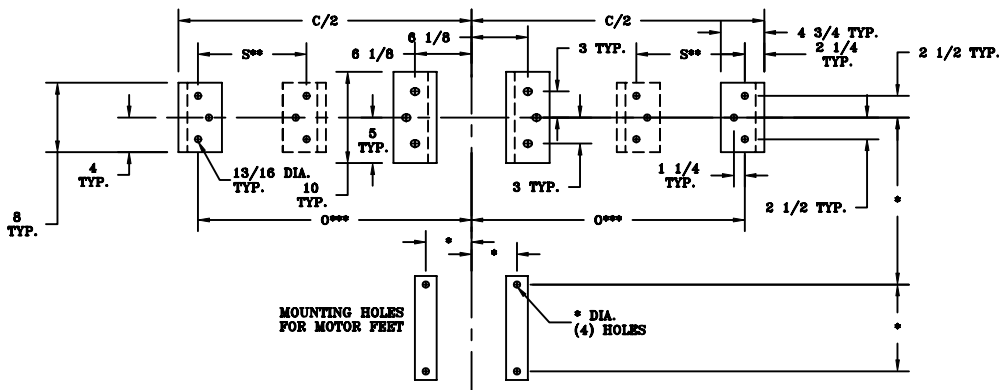 C/2
C/2
6 1/8
4 3/4 TYP.
S**
6 1/8
3 TYP.
S**
2 1/4
TYP.
2 1/2 TYP.
5
TYP.
4
TYP.
13/16 DIA.
TYP.
10
TYP.
3 TYP.
1 1/4
TYP.
8
TYP.
2 1/2 TYP.
*
O***
O***
*
*
MOUNTING HOLES
FOR MOTOR FEET
* DIA.
(4) HOLES
*